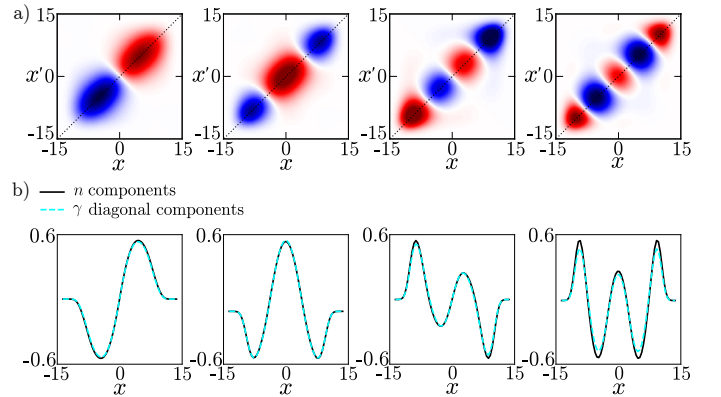 a)
15 15 15 15
x′ 0 x′ 0 x′ 0 x′ 0
-15 -15 -15 -15
-15 0 15 -15 0 15 -15 0 15 -15 0 15
x x x x
b) n components
γ diagonal components
0.6 0.6 0.6 0.6
-0.6 -0.6 -0.6 -0.6
-15 0 15 -15 0 15 -15 0 15 -15 0 15
x x x x